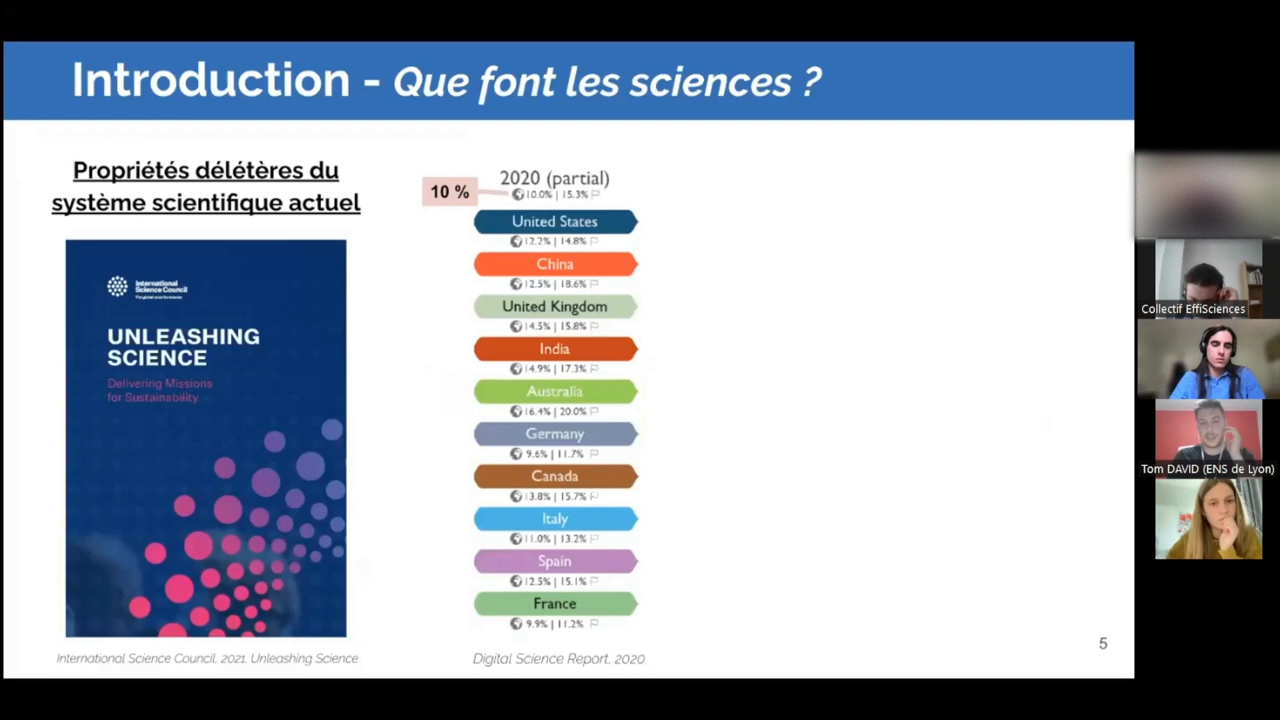 Introduction - Que font les sciences ?
Propriétés délétères du
système scientifique actuel
International
Science Council
The global voice for science
UNLEASHING
SCIENCE
Delivering Missions
for Sustainability
International Science Council. 2021. Unleashing Science
10 %
2020 (partial)
10.0% | 15.3%
United States
12.2% | 14.8%
China
12.5% | 18.6%
United Kingdom
14.5% | 15.8%
India
14.9% | 17.3%
Australia
16.4% | 20.0%
Germany
9.6% | 11.7%
Canada
13.8% | 15.7%
Italy
11.0% | 13.2%
Spain
12.5% | 15.1%
France
9.9% | 11.2%
Digital Science Report. 2020
5
Collectif EffiSciences
Tom DAVID (ENS de Lyon)